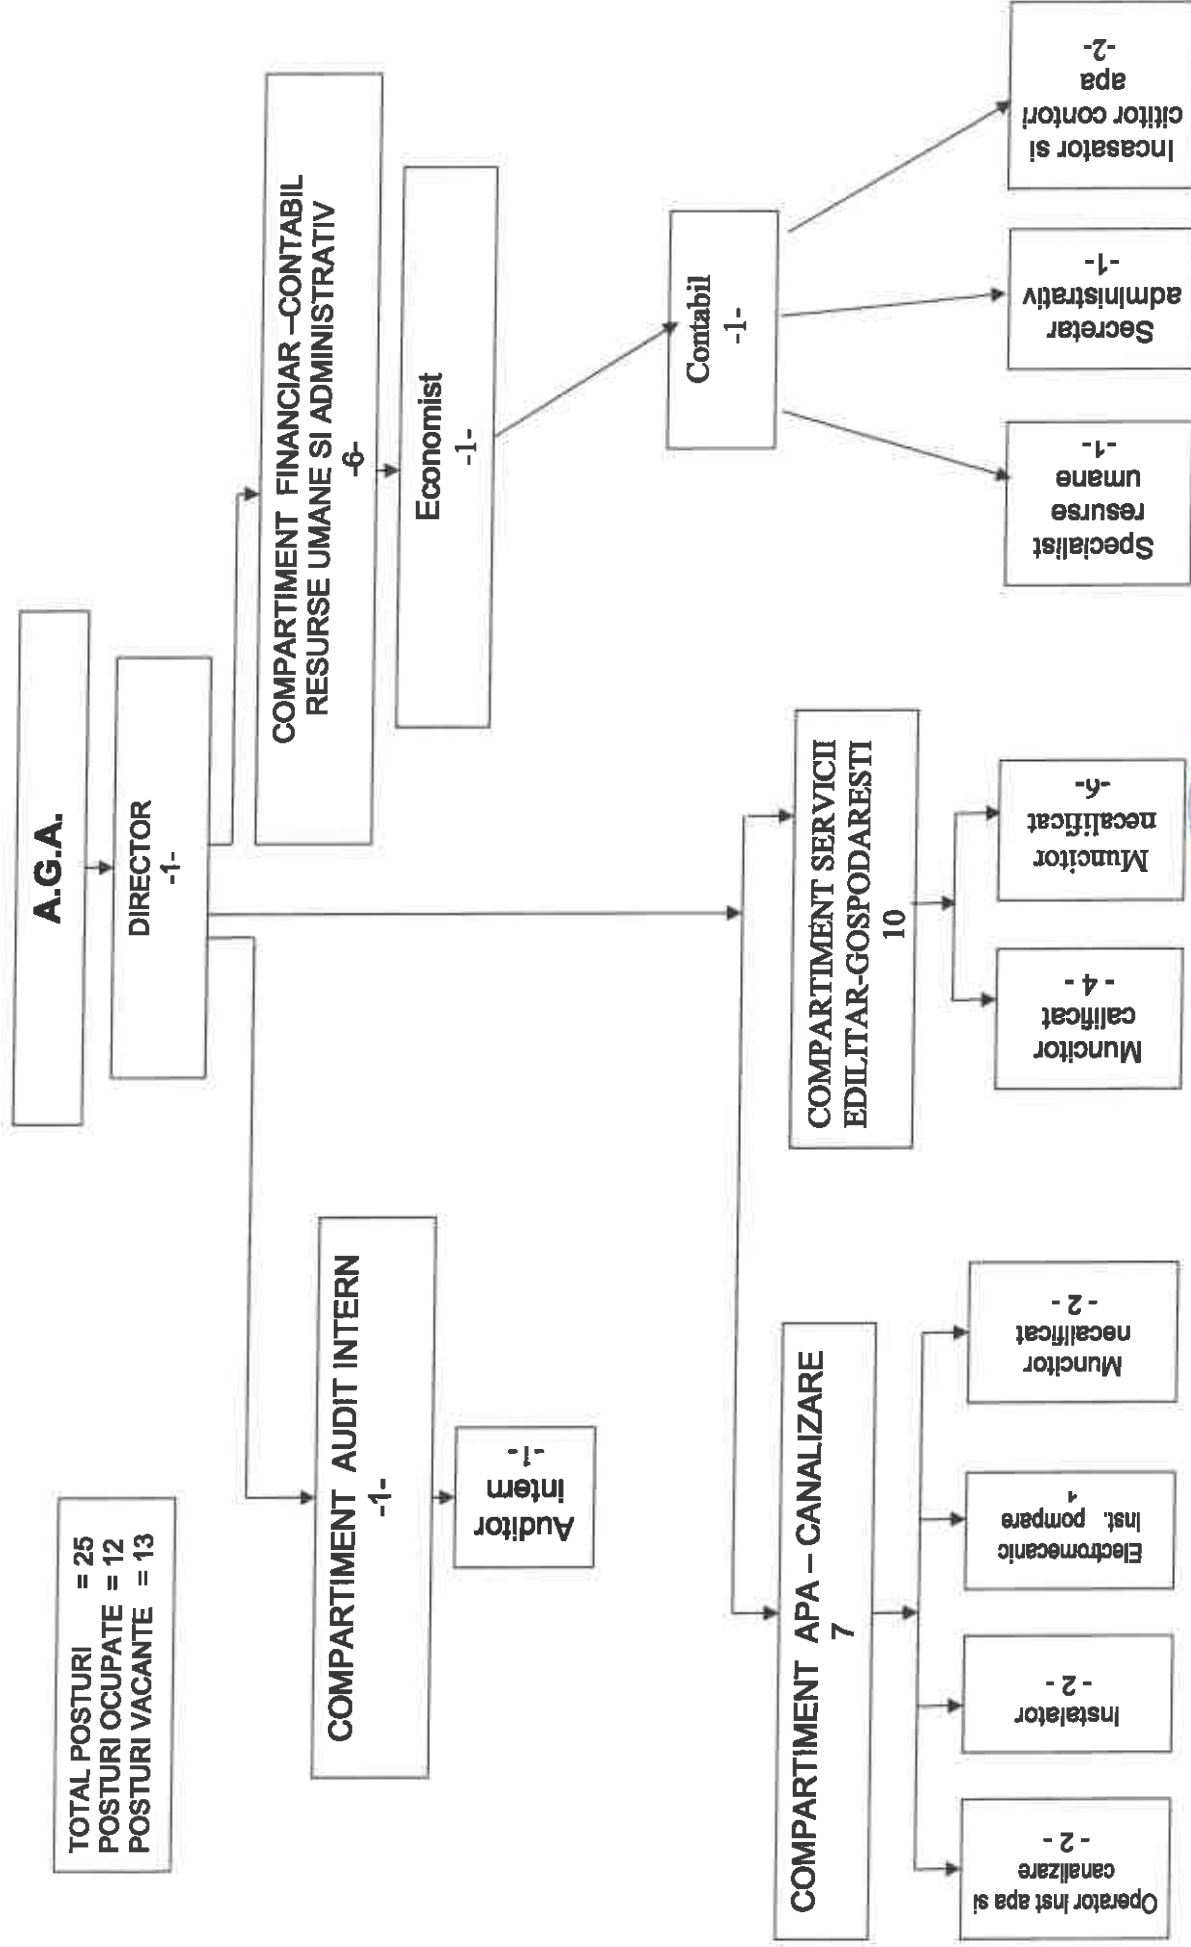 A.G.A.
DIRECTOR
-1-
TOTAL POSTURI = 25
POSTURI OCUPATE = 12
POSTURI VACANTE = 13
COMPARTIMENT AUDIT INTERN
-1-
Auditor
intern
-1-
COMPARTIMENT FINANCIAR –CONTABIL
RESURSE UMANE SI ADMINISTRATIV
-6-
Economist
-1-
Contabil
-1-
Specialist
resurse
umane
-1-
Secretar
administrativ
-1-
Incasator si
cititor contori
apa
-2-
COMPARTIMENT APA – CANALIZARE
7
Operator Inst apa si
canalizare
- 2 -
Instalator
- 2 -
Electromecanic
Inst. pompare
1
Muncitor
necalificat
- 2 -
COMPARTIMENT SERVICII
EDILITAR-GOSPODARESTI
10
Muncitor
calificat
- 4 -
Muncitor
necalificat
-6-